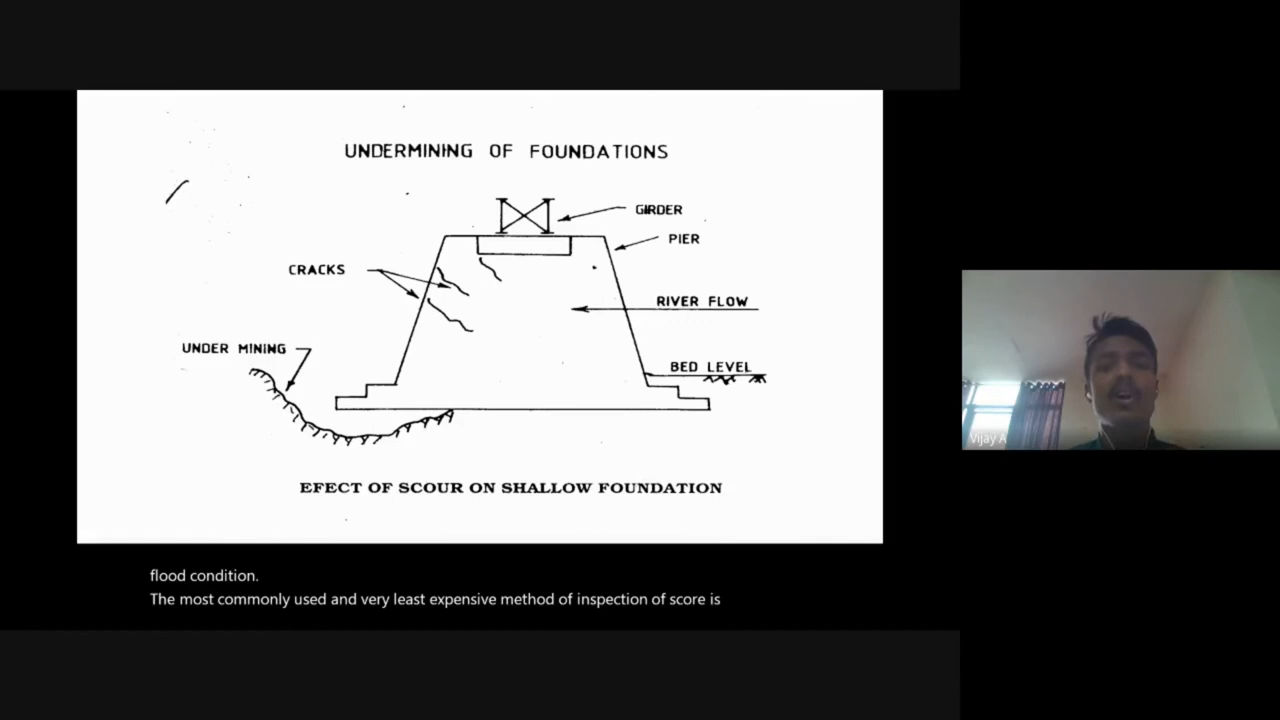 UNDERMINING OF FOUNDATIONS
GIRDER
PIER
CRACKS
RIVER FLOW
UNDER MINING
BED LEVEL
EFECT OF SCOUR ON SHALLOW FOUNDATION
Vijay A
flood condition.
The most commonly used and very least expensive method of inspection of score is